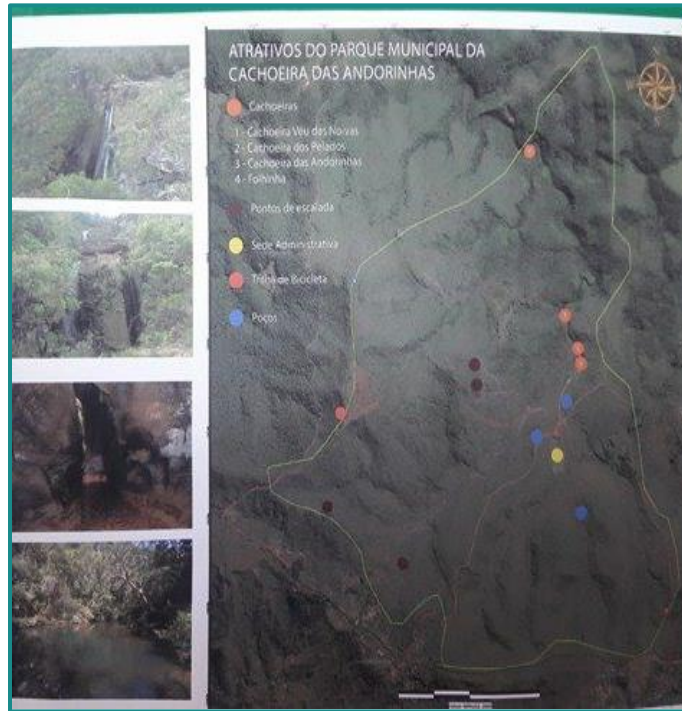 ATRATIVOS DO PARQUE MUNICIPAL DA
CACHOEIRA DAS ANDORINHAS
Cachoeiras
1 - Cachoeira Véu das Noivas
2 - Cachoeira dos Pelados
3 - Cachoeira das Andorinhas
4 - Folhinha
Pontos de escalada
Sede Administrativa
Trilha de Bicicleta
Poços